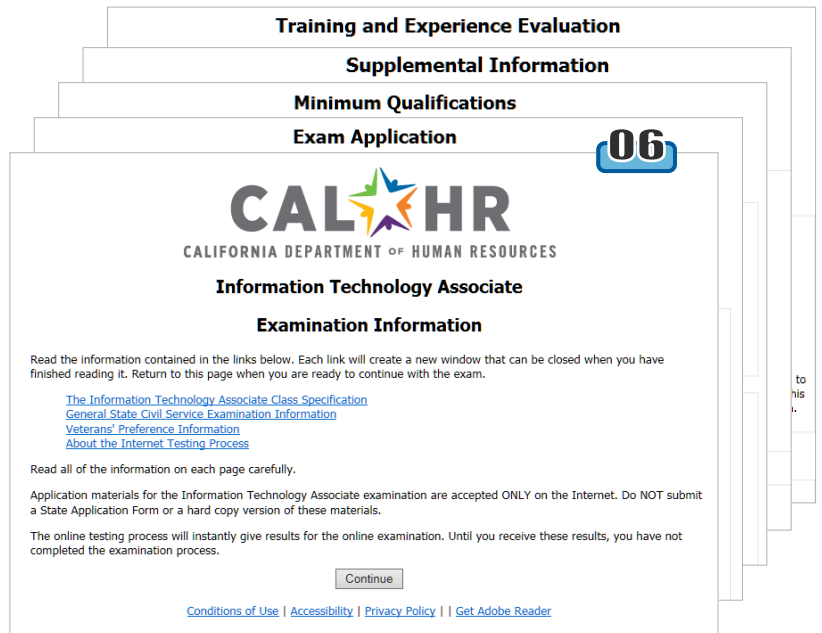 Training and Experience Evaluation
Supplemental Information
Minimum Qualifications
Exam Application
06
CAL HR
CALIFORNIA DEPARTMENT OF HUMAN RESOURCES
Information Technology Associate
Examination Information
Read the information contained in the links below. Each link will create a new window that can be closed when you have
finished reading it. Return to this page when you are ready to continue with the exam.
The Information Technology Associate Class Specification
General State Civil Service Examination Information
Veterans' Preference Information
About the Internet Testing Process
to
his
Read all of the information on each page carefully.
Application materials for the Information Technology Associate examination are accepted ONLY on the Internet. Do NOT submit
a State Application Form or a hard copy version of these materials.
The online testing process will instantly give results for the online examination. Until you receive these results, you have not
completed the examination process.
Continue
Conditions of Use | Accessibility | Privacy Policy | | Get Adobe Reader